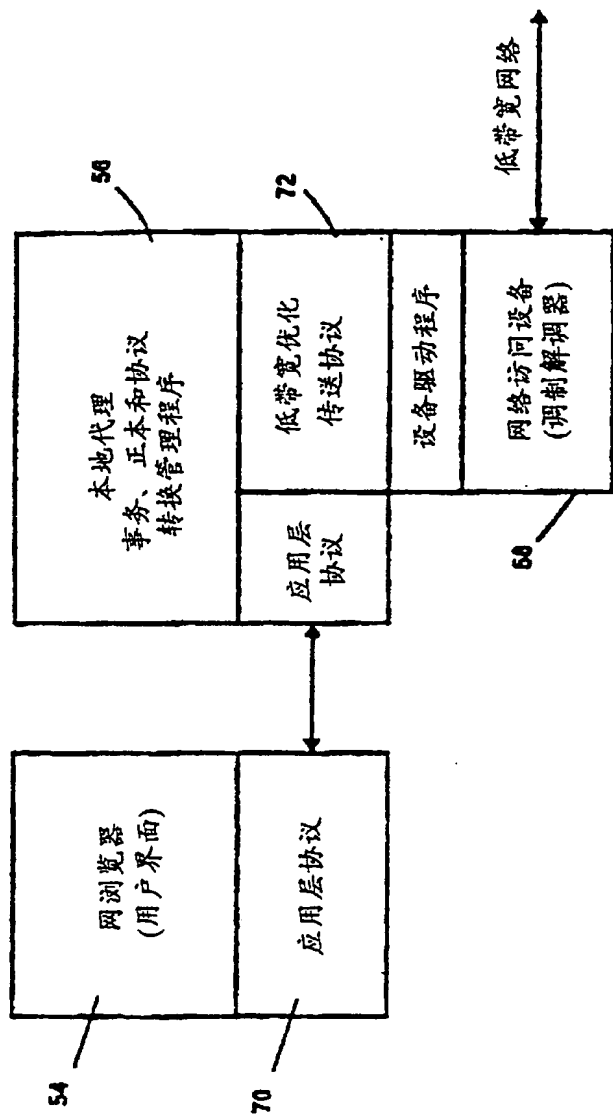 网浏览器
(用户界面)
应用层协议
54
70
本地代理
事务、正本和协议
转换管理程序
56
应用层
协议
低带宽优化
传送协议
72
设备驱动程序
网络访问设备
(调制解调器)
58
低带宽网络